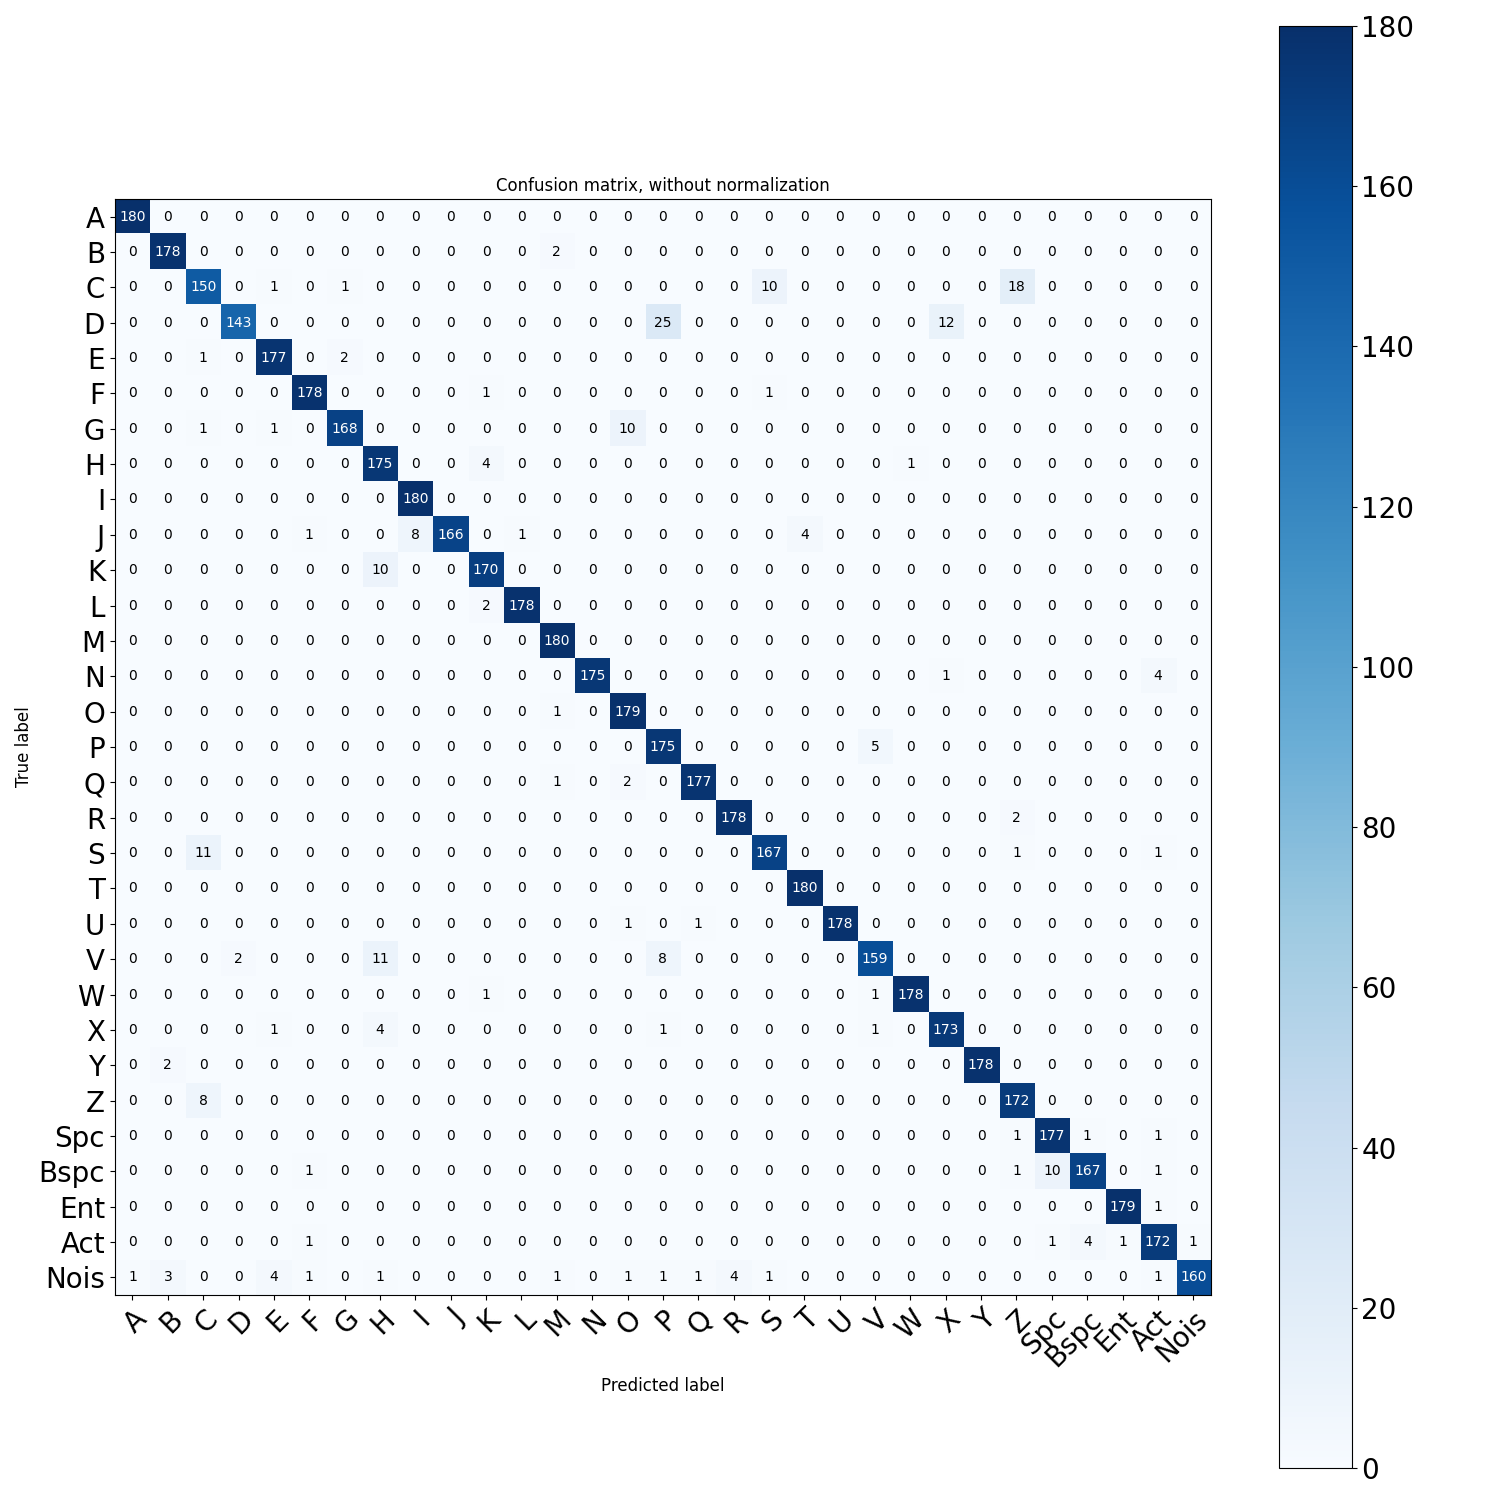 Confusion matrix, without normalization
True label
A 180 0 0 0 0 0 0 0 0 0 0 0 0 0 0 0 0 0 0 0 0 0 0 0 0 0 0 0 0 0 0
B 0 178 0 0 0 0 0 0 0 0 0 0 2 0 0 0 0 0 0 0 0 0 0 0 0 0 0 0 0 0 0
C 0 0 150 0 1 0 1 0 0 0 0 0 0 0 0 0 0 0 10 0 0 0 0 0 0 18 0 0 0 0 0
D 0 0 0 143 0 0 0 0 0 0 0 0 0 0 0 25 0 0 0 0 0 0 0 12 0 0 0 0 0 0 0
E 0 0 1 0 177 0 2 0 0 0 0 0 0 0 0 0 0 0 0 0 0 0 0 0 0 0 0 0 0 0 0
F 0 0 0 0 0 178 0 0 0 0 1 0 0 0 0 0 0 0 1 0 0 0 0 0 0 0 0 0 0 0 0
G 0 0 1 0 1 0 168 0 0 0 0 0 0 0 10 0 0 0 0 0 0 0 0 0 0 0 0 0 0 0 0
H 0 0 0 0 0 0 0 175 0 0 4 0 0 0 0 0 0 0 0 0 0 0 1 0 0 0 0 0 0 0 0
I 0 0 0 0 0 0 0 0 180 0 0 0 0 0 0 0 0 0 0 0 0 0 0 0 0 0 0 0 0 0 0
J 0 0 0 0 0 1 0 0 8 166 0 1 0 0 0 0 0 0 0 4 0 0 0 0 0 0 0 0 0 0 0
K 0 0 0 0 0 0 0 10 0 0 170 0 0 0 0 0 0 0 0 0 0 0 0 0 0 0 0 0 0 0 0
L 0 0 0 0 0 0 0 0 0 0 2 178 0 0 0 0 0 0 0 0 0 0 0 0 0 0 0 0 0 0 0
M 0 0 0 0 0 0 0 0 0 0 0 0 180 0 0 0 0 0 0 0 0 0 0 0 0 0 0 0 0 0 0
N 0 0 0 0 0 0 0 0 0 0 0 0 0 175 0 0 0 0 0 0 0 0 0 1 0 0 0 0 0 4 0
O 0 0 0 0 0 0 0 0 0 0 0 0 1 0 179 0 0 0 0 0 0 0 0 0 0 0 0 0 0 0 0
P 0 0 0 0 0 0 0 0 0 0 0 0 0 0 0 175 0 0 0 0 0 5 0 0 0 0 0 0 0 0 0
Q 0 0 0 0 0 0 0 0 0 0 0 0 1 0 2 0 177 0 0 0 0 0 0 0 0 0 0 0 0 0 0
R 0 0 0 0 0 0 0 0 0 0 0 0 0 0 0 0 0 178 0 0 0 0 0 0 0 2 0 0 0 0 0
S 0 0 11 0 0 0 0 0 0 0 0 0 0 0 0 0 0 0 167 0 0 0 0 0 0 1 0 0 0 1 0
T 0 0 0 0 0 0 0 0 0 0 0 0 0 0 0 0 0 0 0 180 0 0 0 0 0 0 0 0 0 0 0
U 0 0 0 0 0 0 0 0 0 0 0 0 0 0 1 0 1 0 0 0 178 0 0 0 0 0 0 0 0 0 0
V 0 0 0 2 0 0 0 11 0 0 0 0 0 0 0 8 0 0 0 0 0 159 0 0 0 0 0 0 0 0 0
W 0 0 0 0 0 0 0 0 0 0 1 0 0 0 0 0 0 0 0 0 0 1 178 0 0 0 0 0 0 0 0
X 0 0 0 0 1 0 0 4 0 0 0 0 0 0 0 1 0 0 0 0 0 1 0 173 0 0 0 0 0 0 0
Y 0 2 0 0 0 0 0 0 0 0 0 0 0 0 0 0 0 0 0 0 0 0 0 0 178 0 0 0 0 0 0
Z 0 0 8 0 0 0 0 0 0 0 0 0 0 0 0 0 0 0 0 0 0 0 0 0 0 172 0 0 0 0 0
Spc 0 0 0 0 0 0 0 0 0 0 0 0 0 0 0 0 0 0 0 0 0 0 0 0 0 1 177 1 0 1 0
Bspc 0 0 0 0 0 1 0 0 0 0 0 0 0 0 0 0 0 0 0 0 0 0 0 0 0 1 10 167 0 1 0
Ent 0 0 0 0 0 0 0 0 0 0 0 0 0 0 0 0 0 0 0 0 0 0 0 0 0 0 0 0 179 1 0
Act 0 0 0 0 0 1 0 0 0 0 0 0 0 0 0 0 0 0 0 0 0 0 0 0 0 0 1 4 1 172 1
Nois 1 3 0 0 4 1 0 1 0 0 0 0 1 0 1 1 1 4 1 0 0 0 0 0 0 0 0 0 0 1 160
A B C D E F G H I J K L M N O P Q R S T U V W X Y Z Spc Bspc Ent Act Nois
Predicted label
180
160
140
120
100
80
60
40
20
0